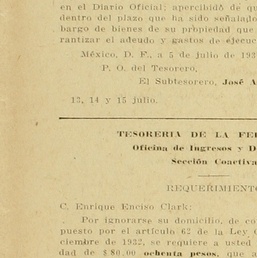 en el Diario Oficial; apercibido de qu
dentro del plazo que ha sido señalado
bargo de bienes de su propiedad que
rantizar el adeudo y gastos de ejecuc
México, D. F., a 5 de julio de 193
P. O. del Tesorero,
El Subtesorero, José A
13, 14 y 15 julio.
TESORERIA DE LA FE
Oficina de Ingresos y D
Sección Coactiva
REQUERIMIENTO
C. Enrique Enciso Clark:
Por ignorarse su domicilio, de co
puesto por el artículo 62 de la Ley O
ciembre de 1932, se requiere a usted
dad de $80.00 ochenta pesos, que a